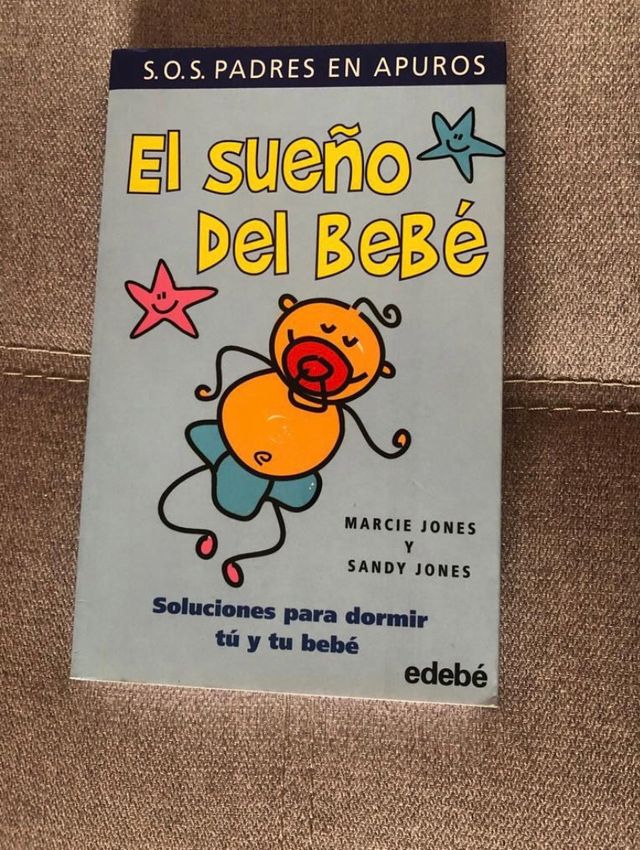 S.O.S. PADRES EN APUROS
El sueño
Del BeBé
MARCIE JONES
Y
SANDY JONES
Soluciones para dormir
tú y tu bebé
edebé